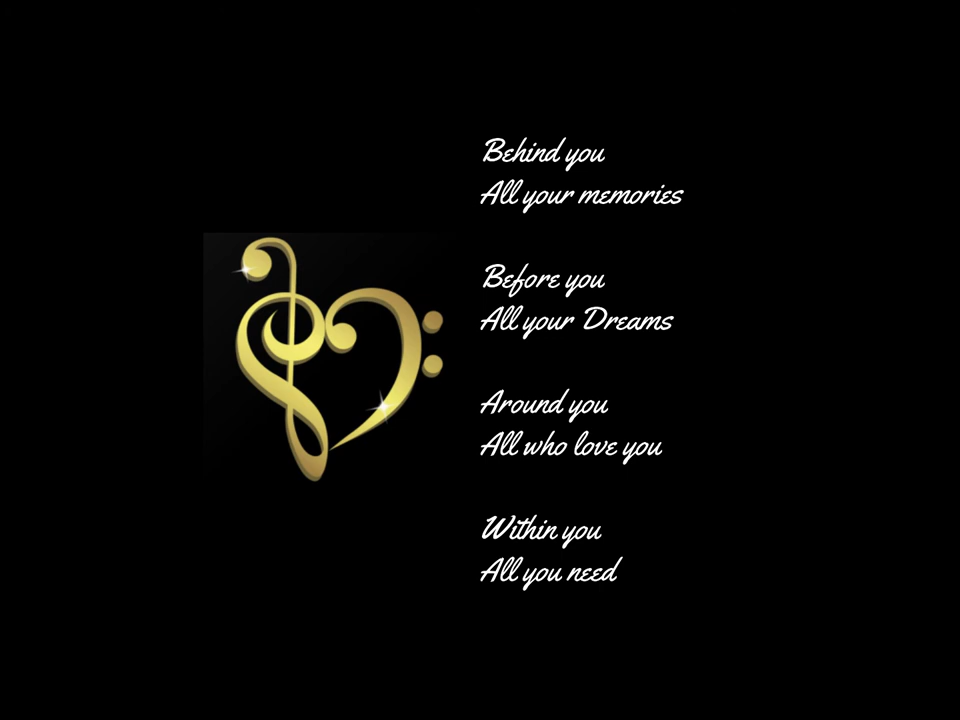 Behind you
All your memories
Before you
All your Dreams
Around you
All who love you
Within you
All you need